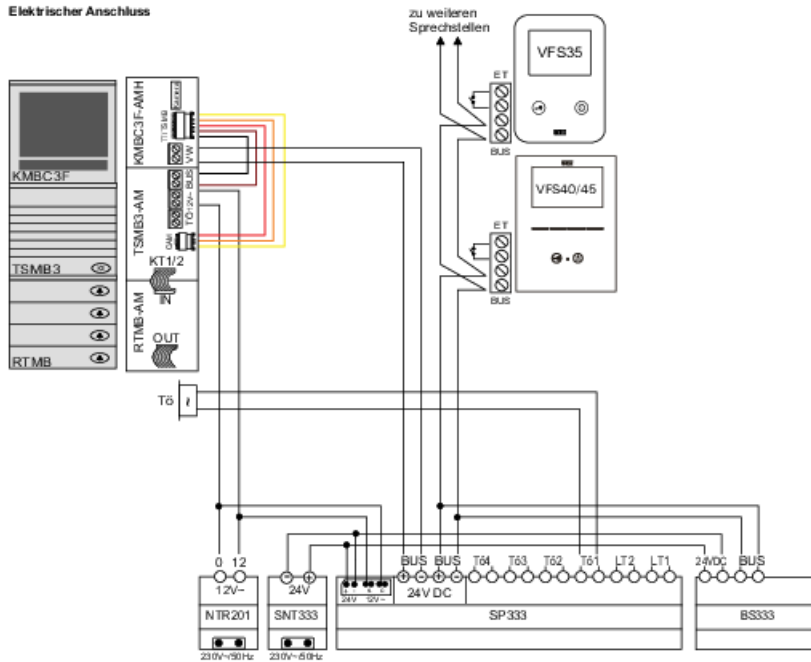 Elektrischer Anschluss
zu weiteren
Sprechstellen
VFS35
ET
BUS
KMBC3F
KMBC3F-AMH
VW
VFS40/45
ET
BUS
TSMB3
TSMB3-AM
BUS
12V~
TÖ
CAM
KT1/2
IN
RTMB
RTMB-AM
OUT
Tö
0 12
12V~
NTR201
230V~/50Hz
24V
SNT333
230V~/50Hz
24V 12V~
BUS BUS
24V DC
Tö4 Tö3 Tö2 Tö1 LT2 LT1
SP333
24VDC BUS
BS333